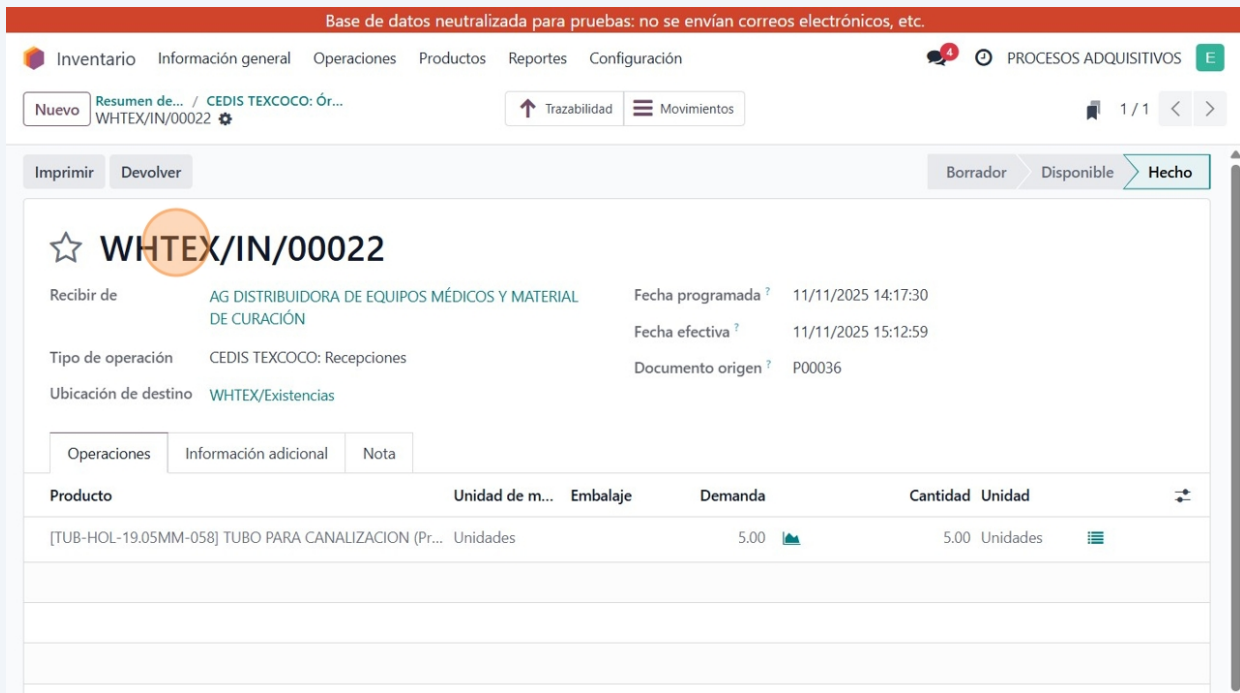 Base de datos neutralizada para pruebas: no se envían correos electrónicos, etc.
Inventario Información general Operaciones Productos Reportes Configuración 4 PROCESOS ADQUISITIVOS E
Nuevo Resumen de... / CEDIS TEXCOCO: Ór... Trazabilidad Movimientos 1 / 1
WHTEX/IN/00022
Imprimir Devolver Borrador Disponible Hecho
WHTEX/IN/00022
Recibir de AG DISTRIBUIDORA DE EQUIPOS MÉDICOS Y MATERIAL Fecha programada ? 11/11/2025 14:17:30
DE CURACIÓN
Fecha efectiva ? 11/11/2025 15:12:59
Tipo de operación CEDIS TEXCOCO: Recepciones
Documento origen ? P00036
Ubicación de destino WHTEX/Existencias
Operaciones Información adicional Nota
Producto Unidad de m... Embalaje Demanda Cantidad Unidad
[TUB-HOL-19.05MM-058] TUBO PARA CANALIZACION (Pr... Unidades 5.00 5.00 Unidades